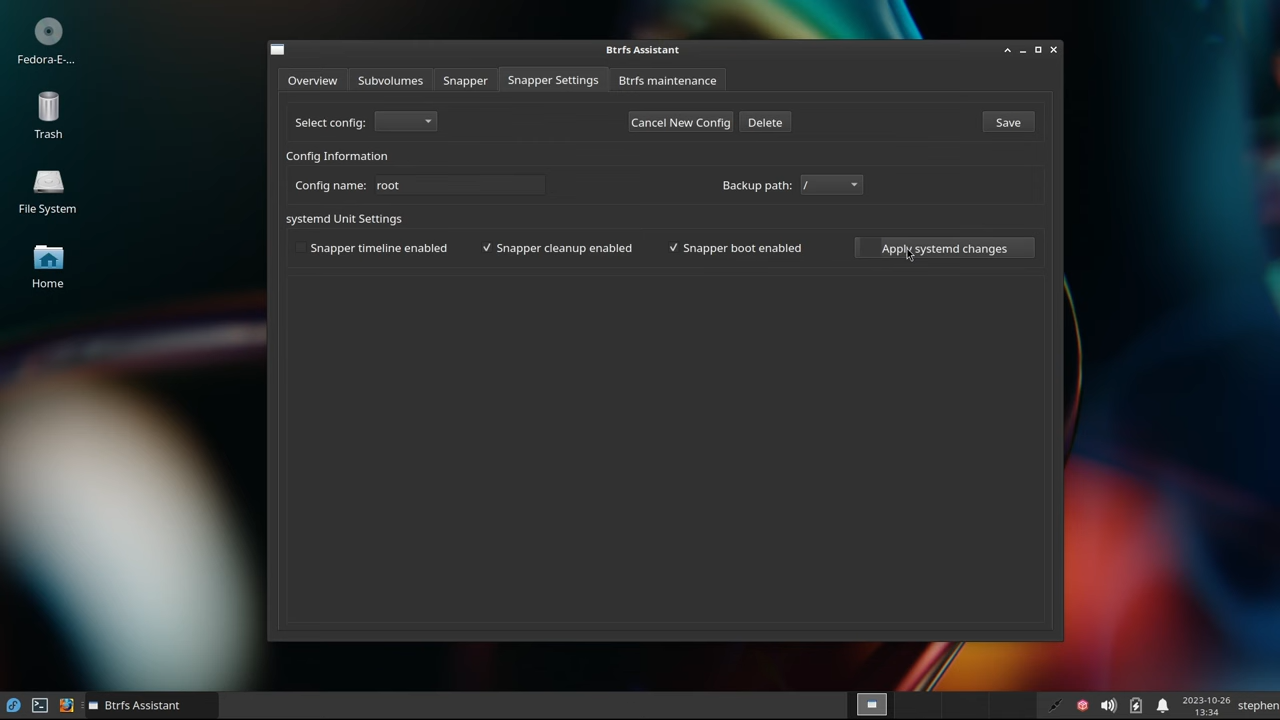 Btrfs Assistant
Fedora-E-...
Trash
File System
Home
Overview
Subvolumes
Snapper
Snapper Settings
Btrfs maintenance
Select config:
Cancel New Config
Delete
Save
Config Information
Config name: root
Backup path: /
systemd Unit Settings
Snapper timeline enabled
Snapper cleanup enabled
Snapper boot enabled
Apply systemd changes
Btrfs Assistant
2023-10-26
13:34
stephen